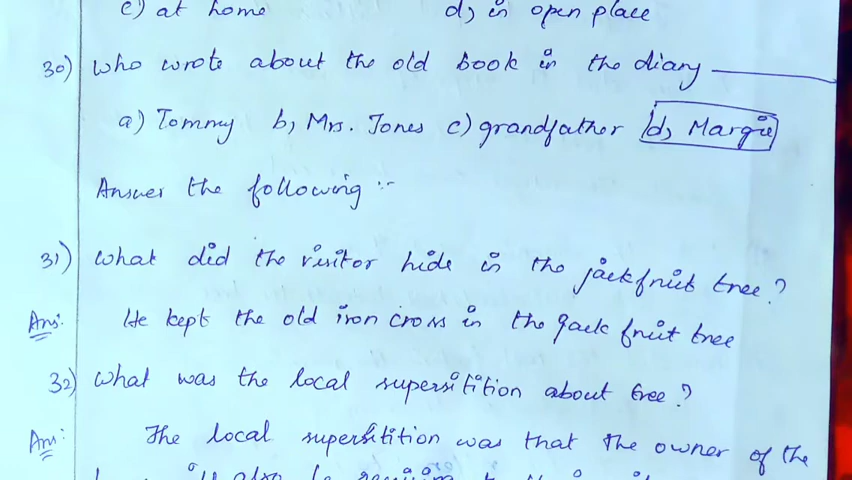 c) at home d, in open place
30) who wrote about the old book in the diary
a) Tommy b, Mrs. Jones c) grandfather d, Margie
Answer the following :-
31) what did the visitor hide in the jackfruit tree?
Ans: He kept the old iron cross in the jack fruit tree
32) what was the local superstition about tree?
Ans: The local superstition was that the owner of the
also